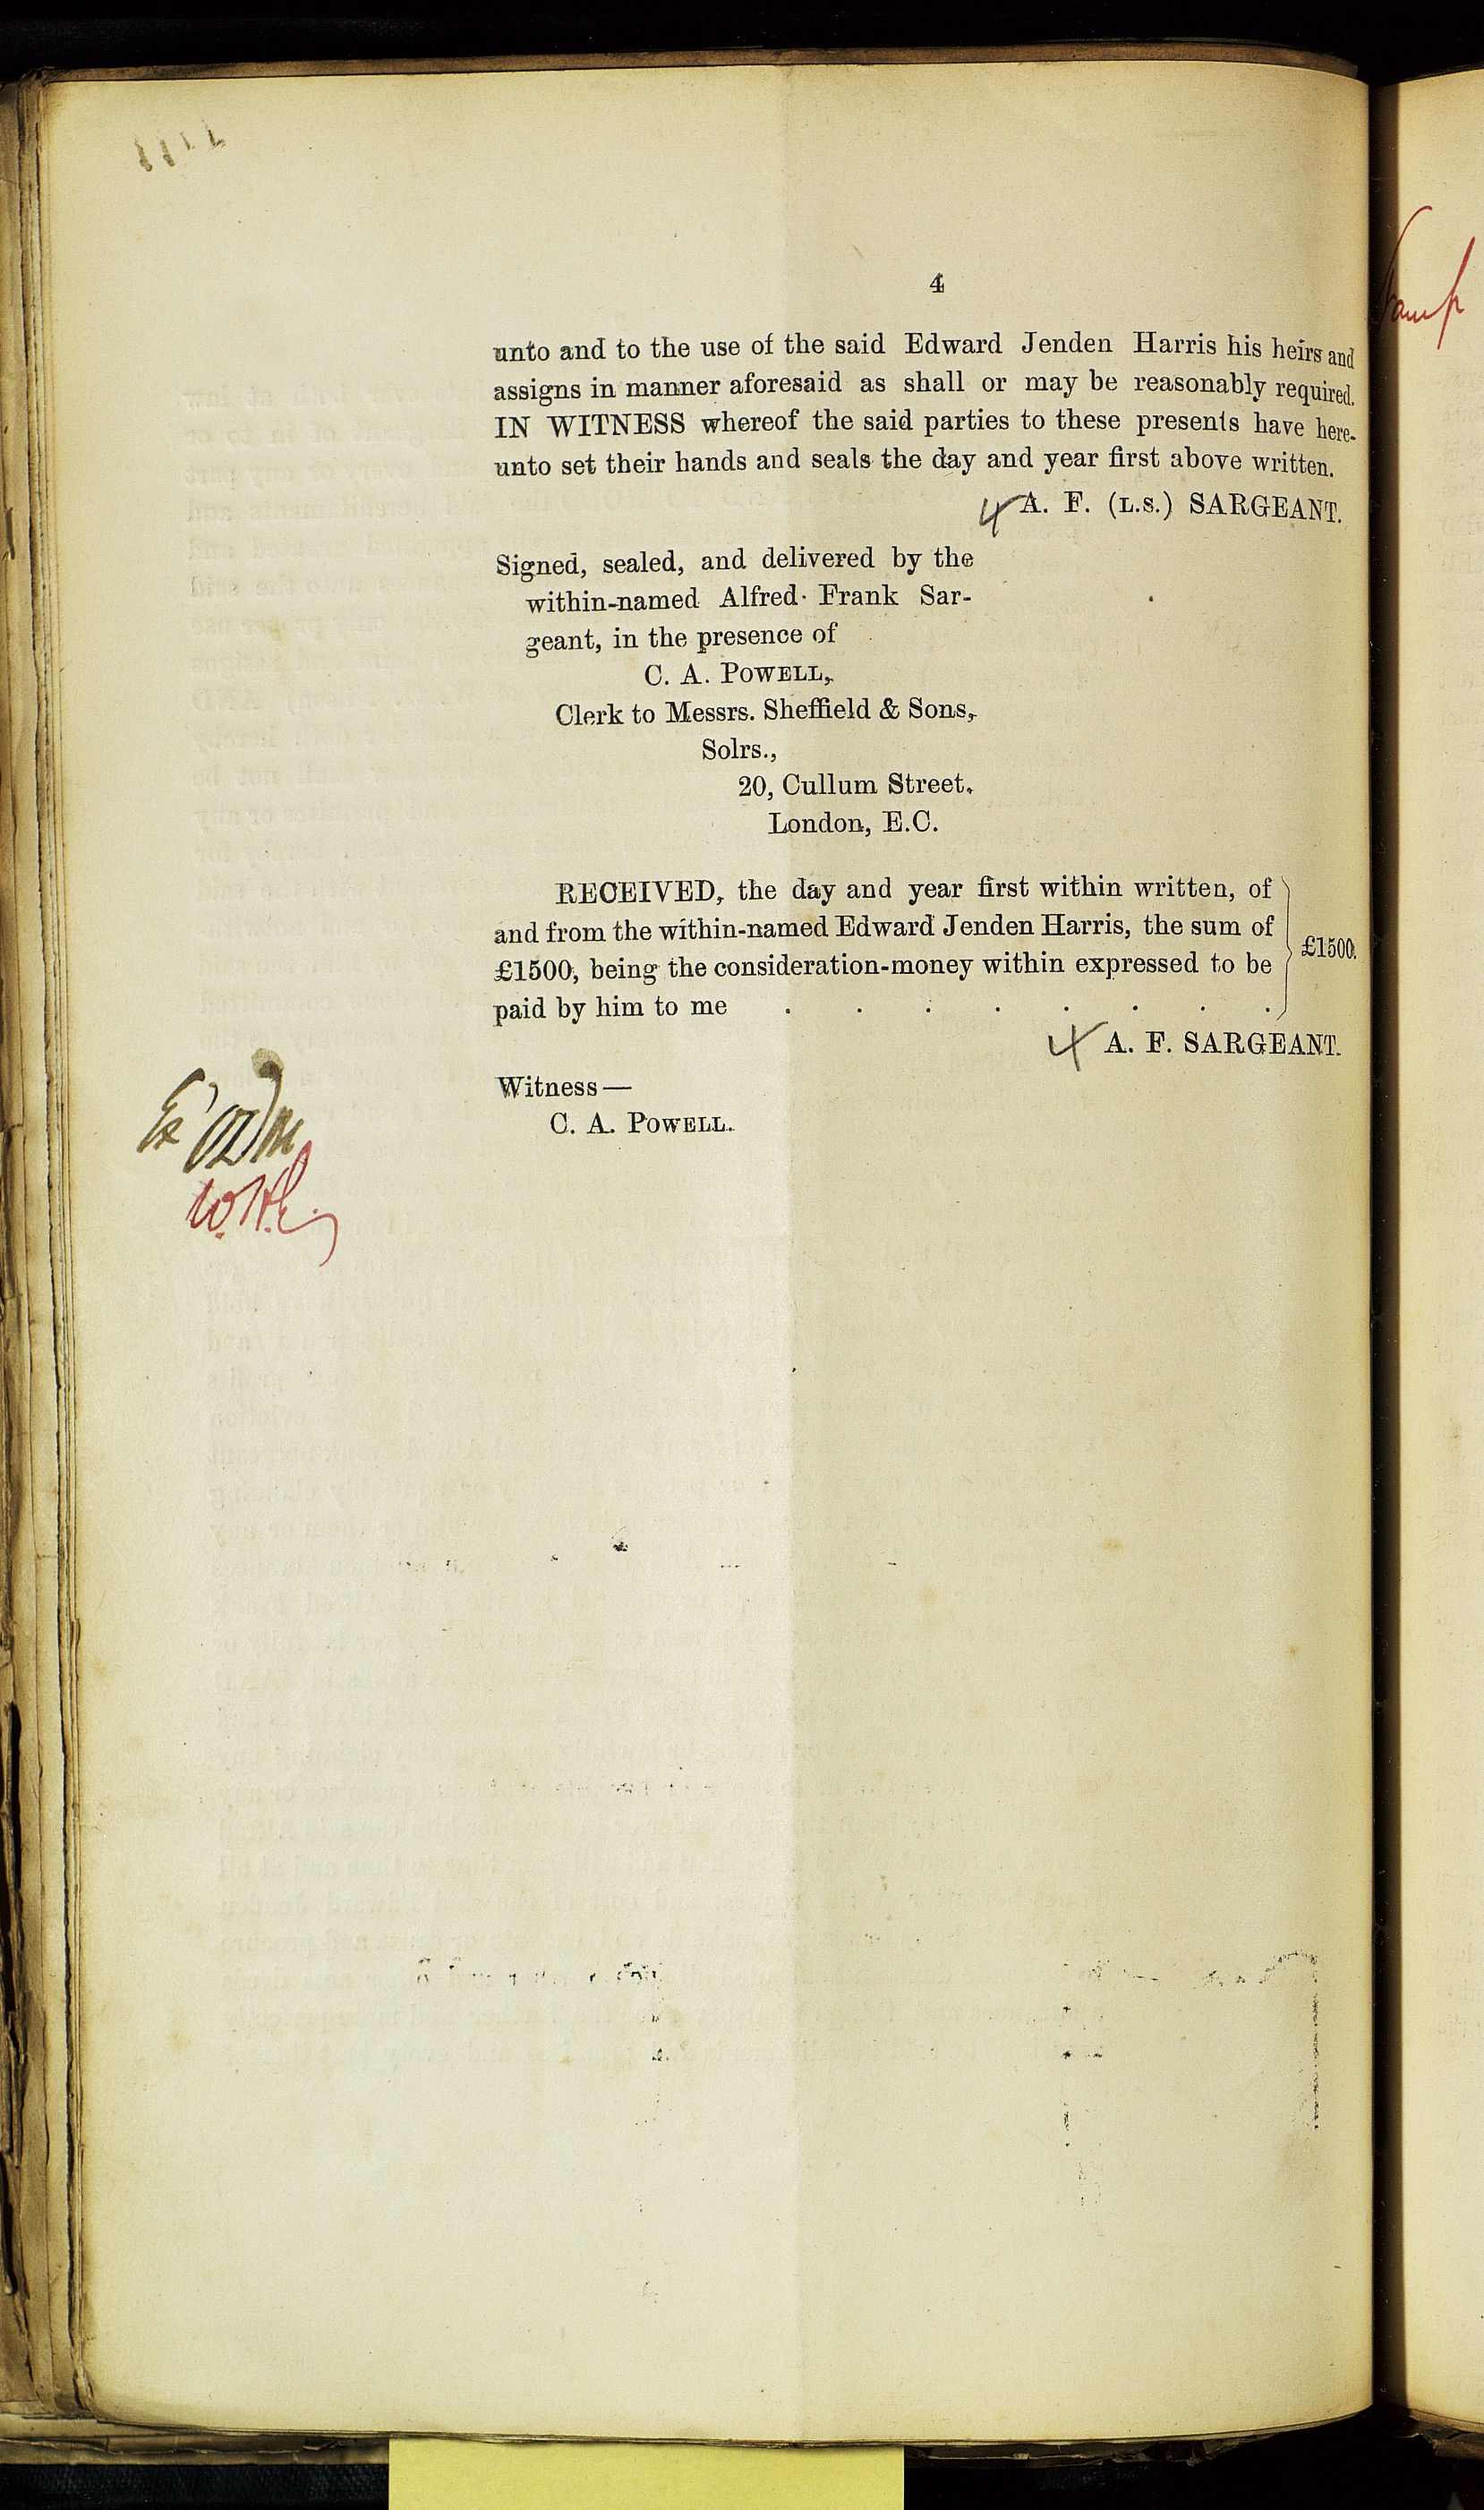 4
unto and to the use of the said Edward Jenden Harris his heirs and
assigns in manner aforesaid as shall or may be reasonably required.
IN WITNESS whereof the said parties to these presents have here-
unto set their hands and seals the day and year first above written.
A. F. (L.S.) SARGEANT.
Signed, sealed, and delivered by the
within-named Alfred Frank Sar-
geant, in the presence of
C. A. POWELL,
Clerk to Messrs. Sheffield & Sons,
Solrs.,
20, Cullum Street,
London, E.C.
RECEIVED, the day and year first within written, of
and from the within-named Edward Jenden Harris, the sum of
£1500, being the consideration-money within expressed to be
£1500.
paid by him to me . . . . . . . .
A. F. SARGEANT.
Witness—
C. A. POWELL.